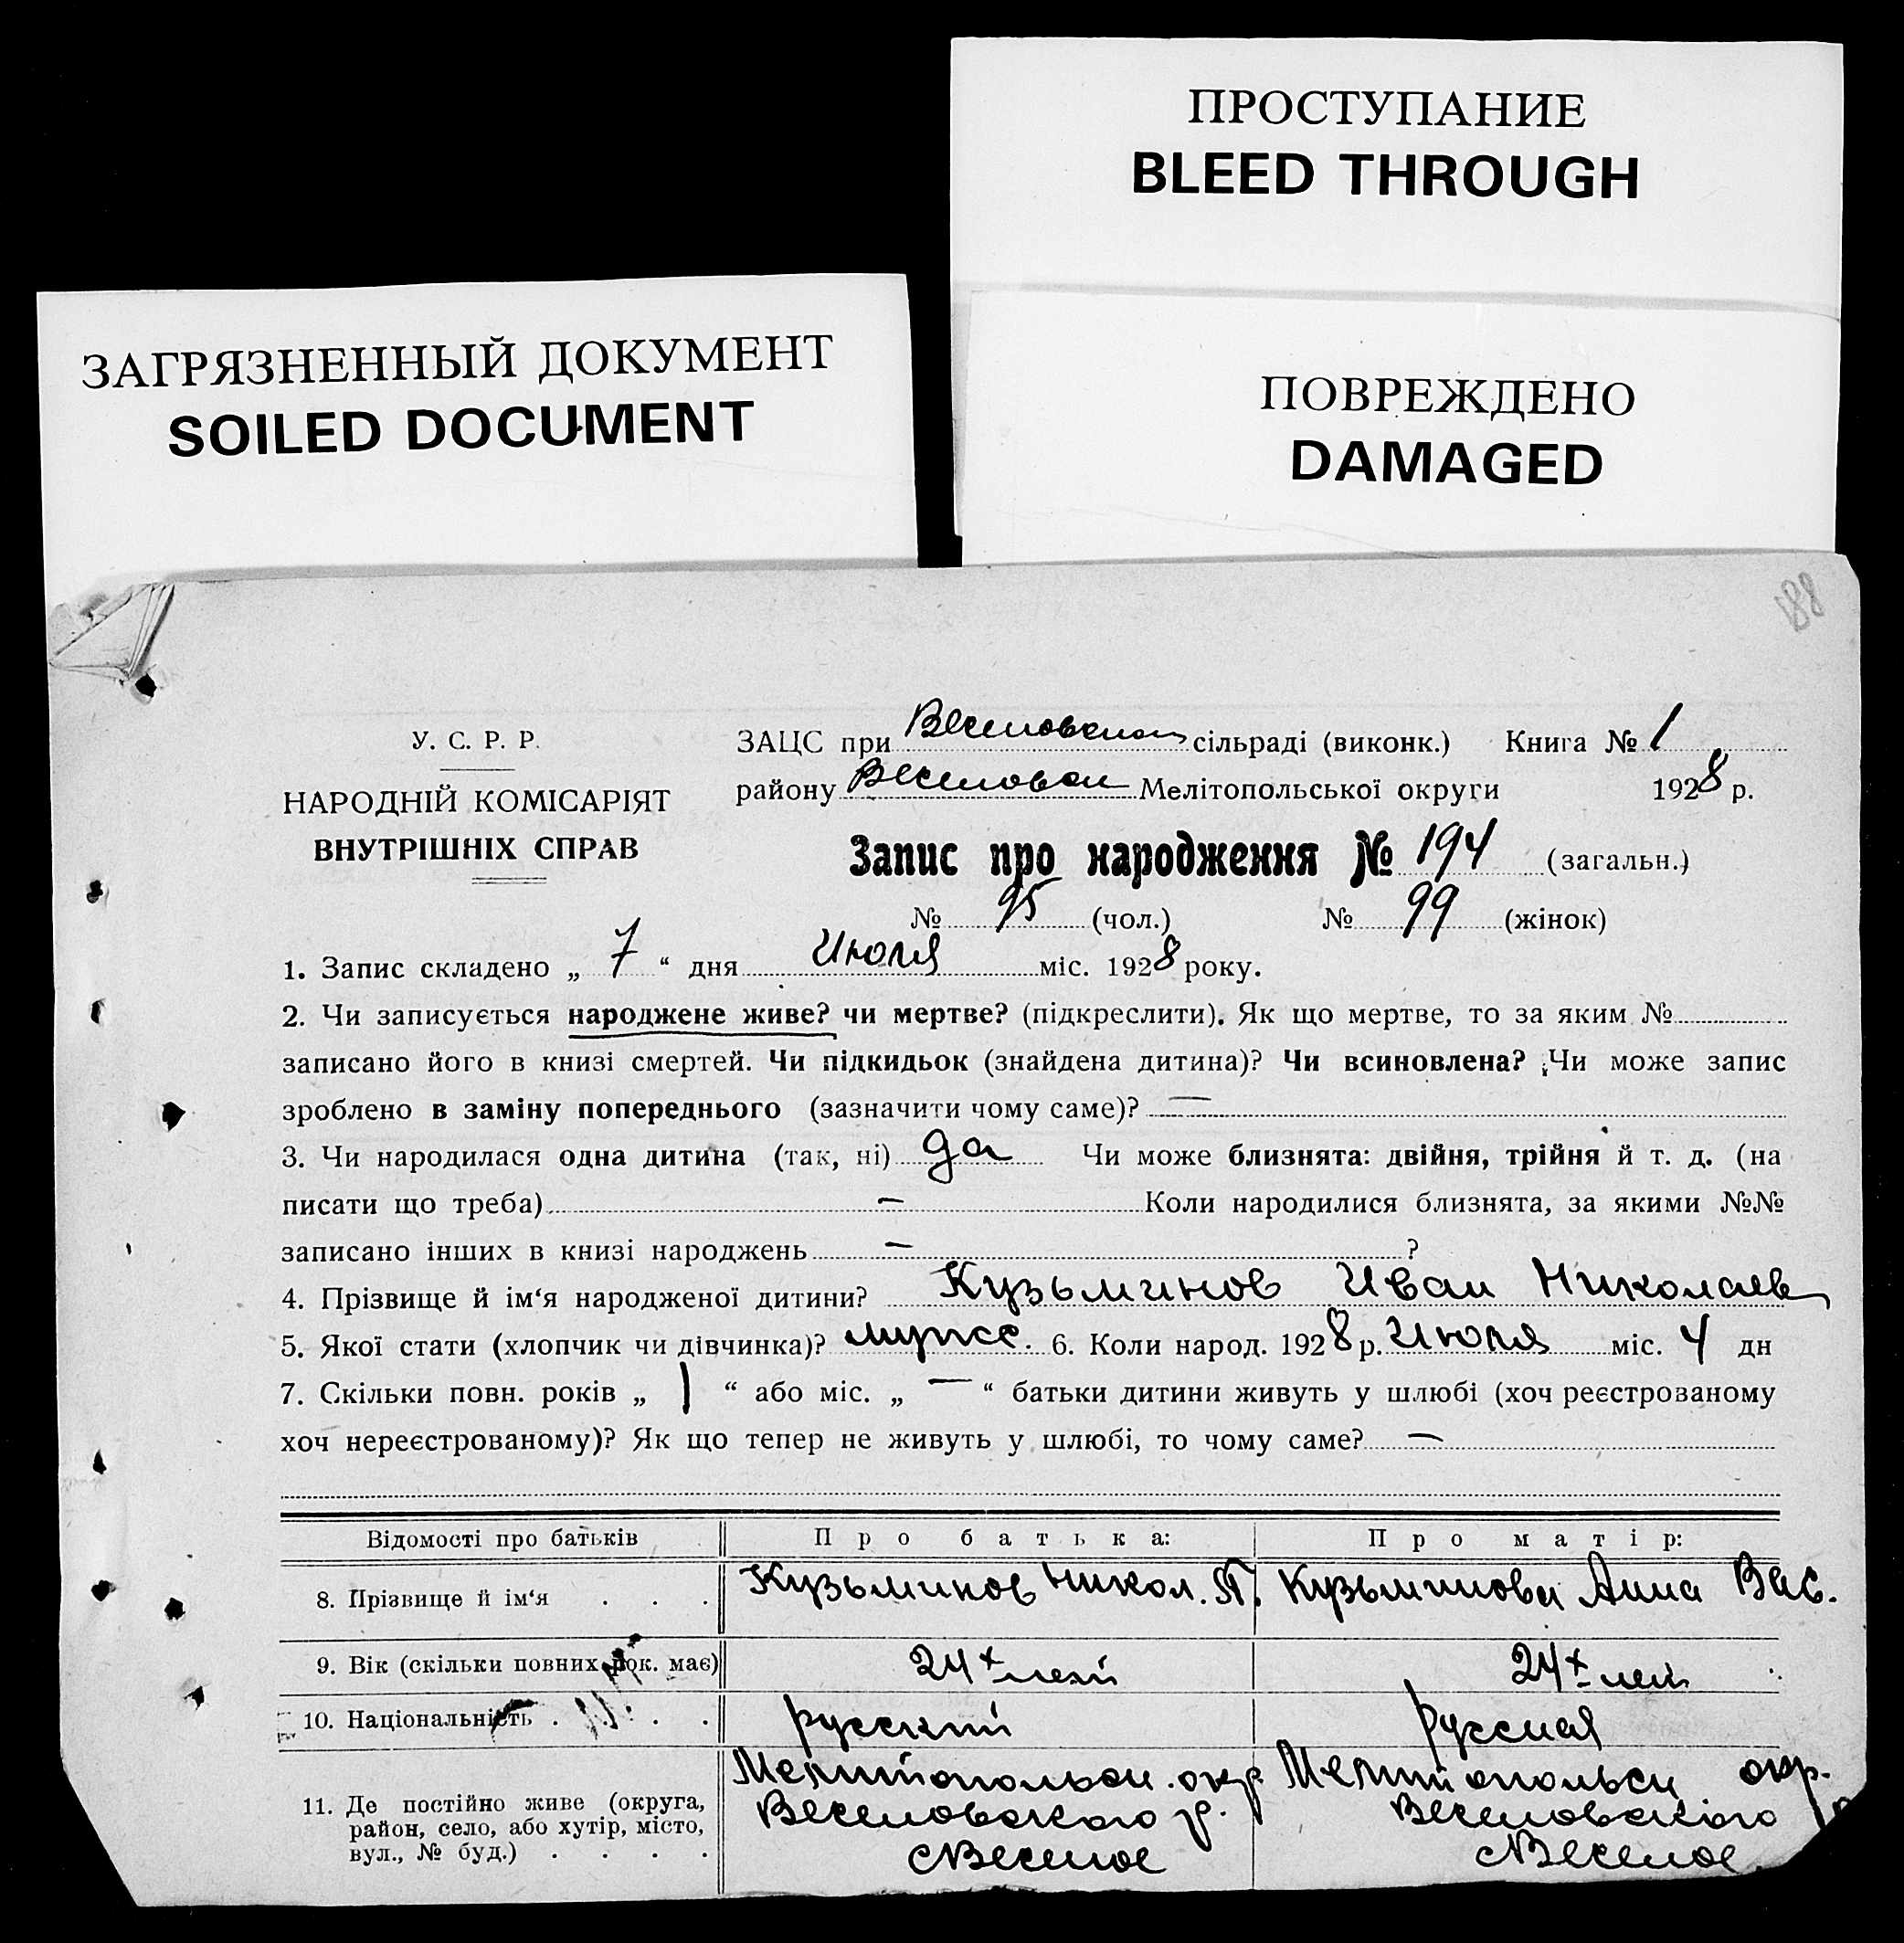 ПРОСТУПАНИЕ
BLEED THROUGH
ЗАГРЯЗНЕННЫЙ ДОКУМЕНТ
SOILED DOCUMENT
ПОВРЕЖДЕНО
DAMAGED
188
У. С. Р. Р.
НАРОДНІЙ КОМІСАРІЯТ
ВНУТРІШНІХ СПРАВ
ЗАЦС при Веселовском сільраді (виконк.) Книга № 1
району Веселовск Мелітопольської округи 1928 р.
Запис про народження № 194 (загальн.)
№ 95 (чол.) № 99 (жінок)
1. Запис складено „ 7 “ дня Июля міс. 1928 року.
2. Чи записується народжене живе? чи мертве? (підкреслити). Як що мертве, то за яким №
записано його в книзі смертей. Чи підкидьок (знайдена дитина)? Чи всиновлена? Чи може запис
зроблено в заміну попереднього (зазначити чому саме)? —
3. Чи народилася одна дитина (так, ні) да Чи може близнята: двійня, трійня й т. д. (на
писати що треба) — Коли народилися близнята, за якими №№
записано інших в книзі народжень — ?
4. Прізвище й ім‘я народженої дитини? Кузьминов Иван Николаев
5. Якої стати (хлопчик чи дівчинка)? мужс. 6. Коли народ. 1928 р. Июля міс. 4 дн
7. Скільки повн. років „ 1 “ або міс. „ — “ батьки дитини живуть у шлюбі (хоч реєстрованому
хоч нереєстрованому)? Як що тепер не живуть у шлюбі, то чому саме? —
Відомості про батьків Про батька: Про матір:
8. Прізвище й ім‘я . . . Кузьминов Никол. П. Кузьминова Анна Вас.
9. Вік (скільки повних рок. має) 24х лет 24х лет
10. Національність . . . . русский русская
11. Де постійно живе (округа, Мелитопольск. окр Мелитопольск окр.
район, село, або хутір, місто, Веселовского р. Веселовского р
вул., № буд.) . . . . с Веселое с Веселое